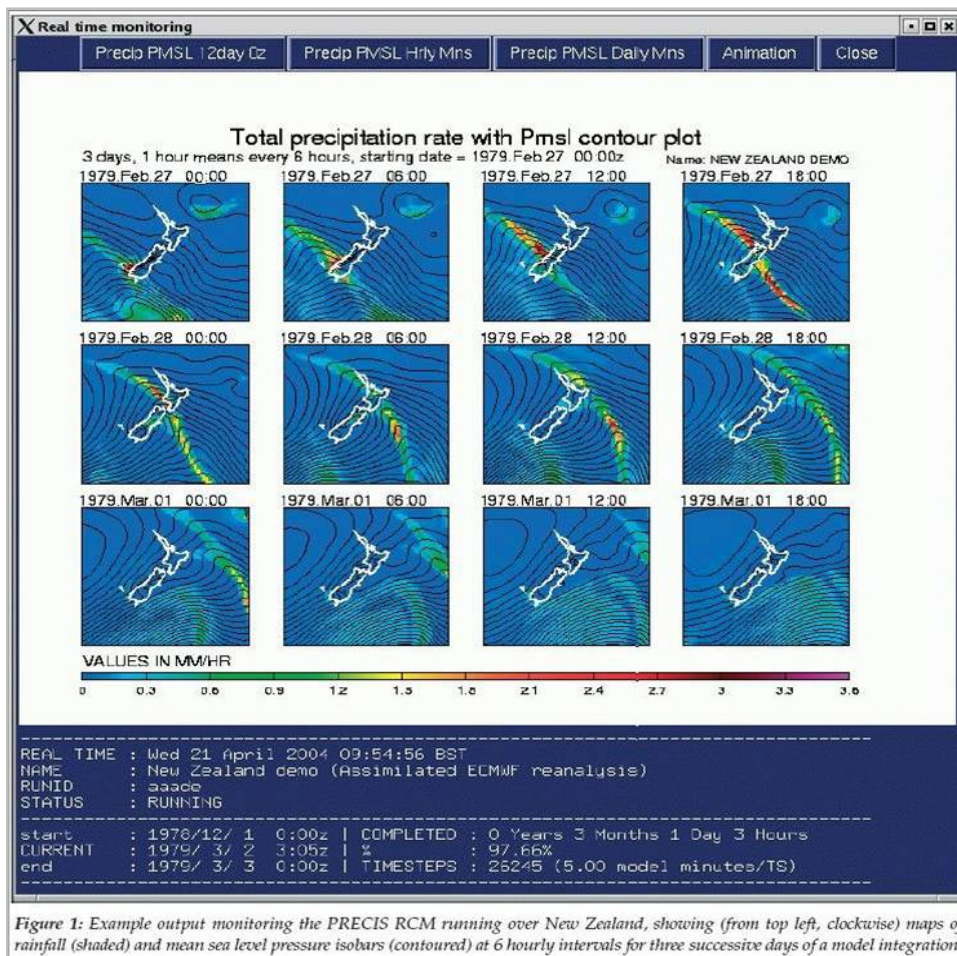 Real time monitoring
Precip PMSL 12day 0z Precip PMSL Hrly Mns Precip PMSL Daily Mns Animation Close
Total precipitation rate with Pmsl contour plot
3 days, 1 hour means every 6 hours, starting date = 1979.Feb.27 00:00z Name: NEW ZEALAND DEMO
1979.Feb.27 00:00 1979.Feb.27 06:00 1979.Feb.27 12:00 1979.Feb.27 18:00
1979.Feb.28 00:00 1979.Feb.28 06:00 1979.Feb.28 12:00 1979.Feb.28 18:00
1979.Mar.01 00:00 1979.Mar.01 06:00 1979.Mar.01 12:00 1979.Mar.01 18:00
VALUES IN MM/HR
0 0.3 0.6 0.9 1.2 1.5 1.8 2.1 2.4 2.7 3 3.3 3.6
REAL TIME : Wed 21 April 2004 09:54:56 BST
NAME : New Zealand demo (Assimilated ECMWF reanalysis)
RUNID : aaade
STATUS : RUNNING
start : 1978/12/ 1 0:00z | COMPLETED : 0 Years 3 Months 1 Day 3 Hours
CURRENT : 1979/ 3/ 2 3:05z | % : 97.66%
end : 1979/ 3/ 3 0:00z | TIMESTEPS : 26245 (5.00 model minutes/TS)
Figure 1: Example output monitoring the PRECIS RCM running over New Zealand, showing (from top left, clockwise) maps o
rainfall (shaded) and mean sea level pressure isobars (contoured) at 6 hourly intervals for three successive days of a model integration